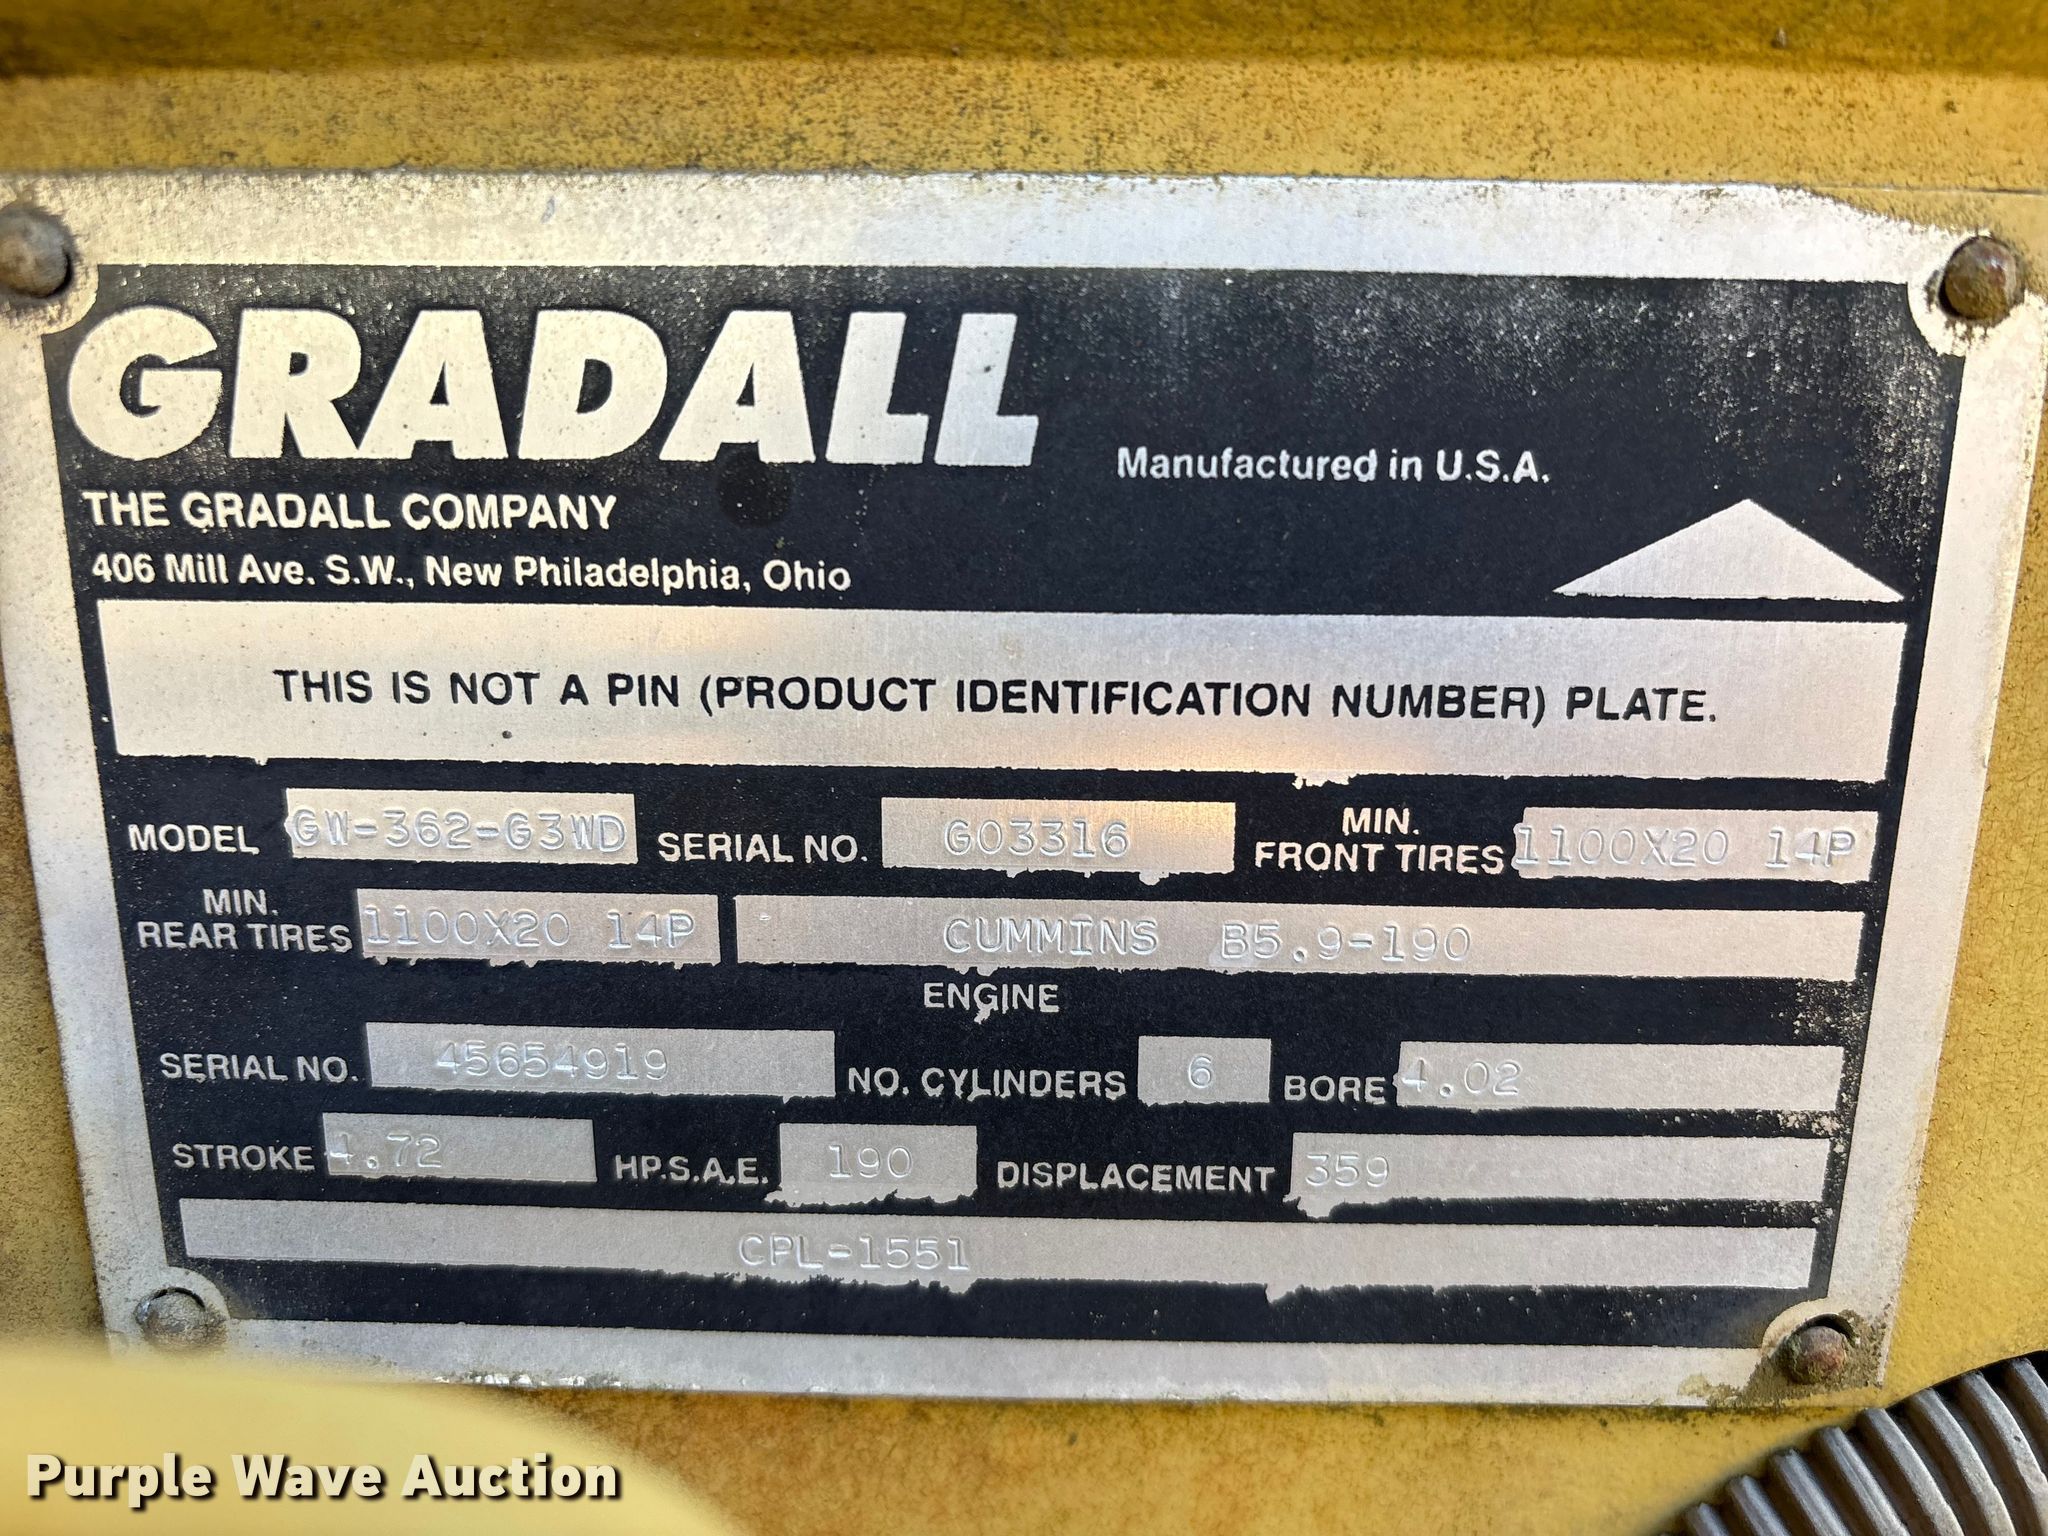 GRADALL
Manufactured in U.S.A.
THE GRADALL COMPANY
406 Mill Ave. S.W., New Philadelphia, Ohio
THIS IS NOT A PIN (PRODUCT IDENTIFICATION NUMBER) PLATE.
MODEL GW-362-G3WD SERIAL NO. G03316 MIN. FRONT TIRES 1100X20 14P
MIN. REAR TIRES 1100X20 14P CUMMINS B5.9-190
ENGINE
SERIAL NO. 45654919 NO. CYLINDERS 6 BORE 4.02
STROKE 4.72 HP.S.A.E. 190 DISPLACEMENT 359
CPL-1551
Purple Wave Auction